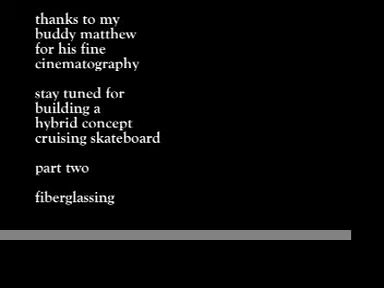 thanks to my
buddy matthew
for his fine
cinematography
stay tuned for
building a
hybrid concept
cruising skateboard
part two
fiberglassing